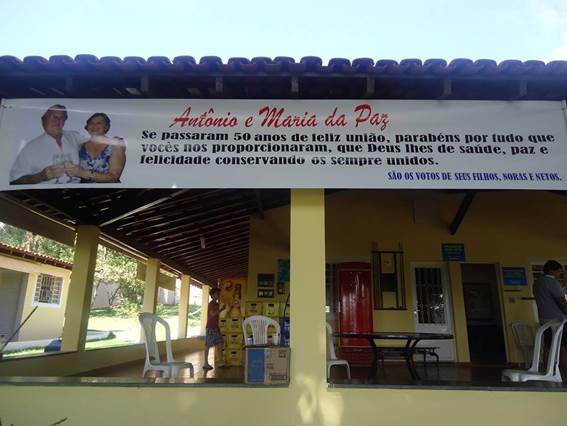 Antônio e Maria da Paz
Se passaram 50 anos de feliz união, parabéns por tudo que
vocês nos proporcionaram, que Deus lhes de saúde, paz e
felicidade conservando os sempre unidos.
SÃO OS VOTOS DE SEUS FILHOS, NORAS E NETOS.